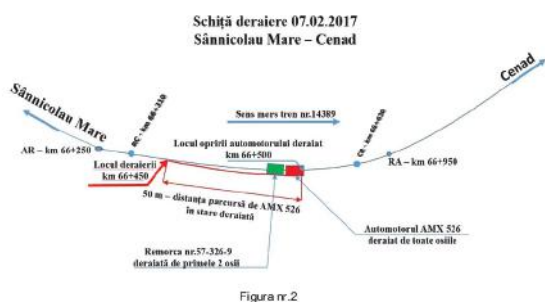 Schiță deraiere 07.02.2017
Sânnicolau Mare – Cenad
Cenad
Sânnicolau Mare
Sens mers tren nr.14389
RC - km 66+310
AR – km 66+250
Locul opririi automotorului deraiat
km 66+500
km 66+630
RA – km 66+950
Locul deraierii
km 66+450
50 m – distanța parcursă de AMX 526
în stare deraiată
Automotorul AMX 526
deraiat de toate osiile
Remorca nr.57-326-9
deraiată de primele 2 osii
Figura nr.2